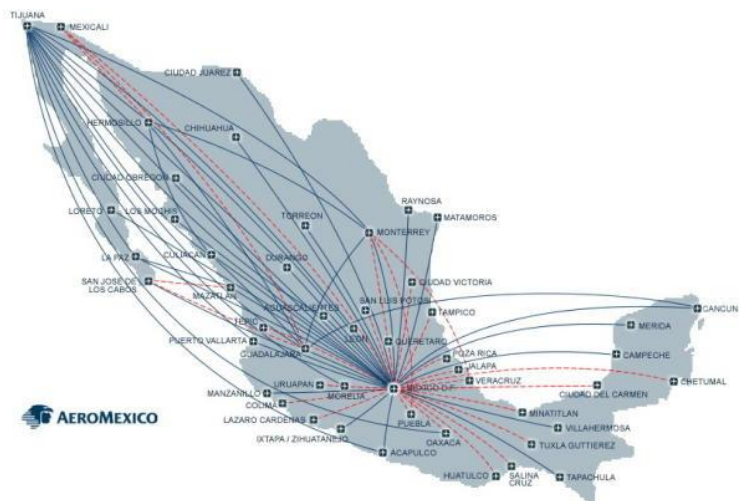 TIJUANA
MEXICALI
CIUDAD JUAREZ
HERMOSILLO
CHIHUAHUA
CIUDAD OBREGON
LORETO
LOS MOCHIS
TORREON
RAYNOSA
MATAMOROS
MONTERREY
LA PAZ
CULIACAN
DURANGO
SAN JOSE DE
LOS CABOS
MAZATLAN
CIUDAD VICTORIA
AGUASCALIENTES
SAN LUIS POTOSI
TAMPICO
CANCUN
TEPIC
MERIDA
PUERTO VALLARTA
LEON
QUERETARO
GUADALAJARA
POZA RICA
CAMPECHE
JALAPA
URUAPAN
MORELIA
MEXICO D.F.
VERACRUZ
CHETUMAL
MANZANILLO
CIUDAD DEL CARMEN
COLIMA
AEROMEXICO
LAZARO CARDENAS
PUEBLA
MINATITLAN
IXTAPA / ZIHUATANEJO
OAXACA
VILLAHERMOSA
ACAPULCO
TUXLA GUTTIEREZ
HUATULCO
SALINA
CRUZ
TAPACHULA